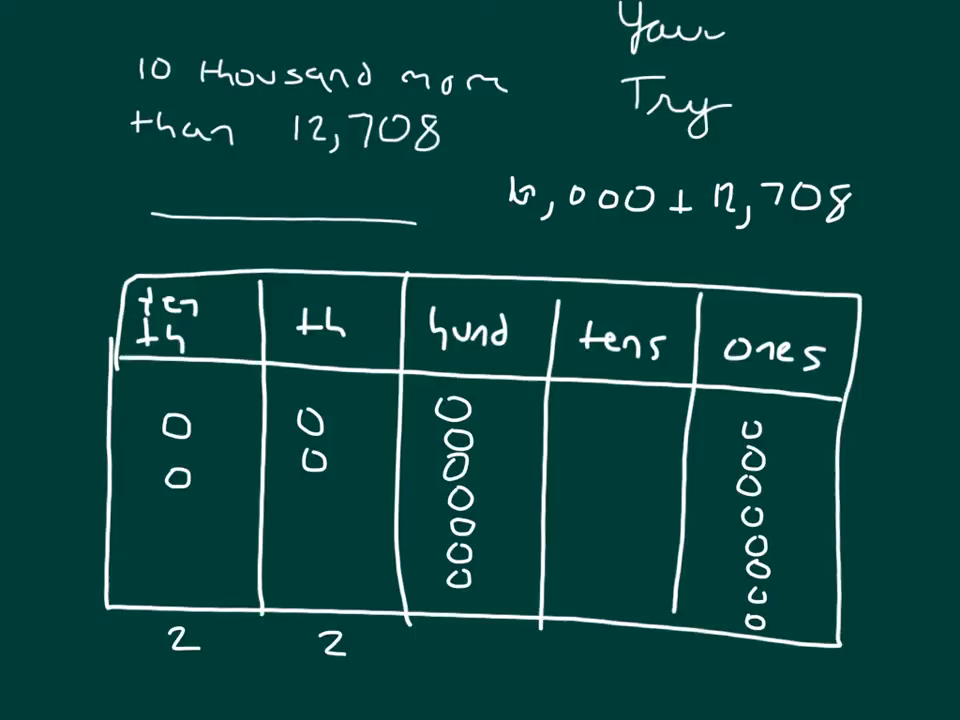 Your
Try
10 thousand more
than 12,708
10,000 + 12,708
ten
th
th
hund
tens
ones
2
2